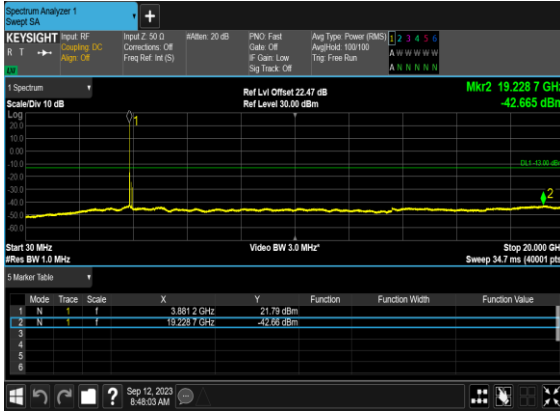 Spectrum Analyzer 1
Swept SA
+
KEYSIGHT
R T
Input: RF
Coupling: DC
Align: Off
Input Z: 50 Ω
Corrections: Off
Freq Ref: Int (S)
#Atten: 20 dB
PNO: Fast
Gate: Off
IF Gain: Low
Sig Track: Off
Avg Type: Power (RMS)
Avg|Hold: 100/100
Trig: Free Run
1 2 3 4 5 6
A W W W W W
A N N N N N
1 Spectrum
Scale/Div 10 dB
Ref Lvl Offset 22.47 dB
Ref Level 30.00 dBm
Mkr2 19.228 7 GHz
-42.665 dBm
Log
20.0
10.0
0.00
-10.0
-20.0
-30.0
-40.0
-50.0
-60.0
1
DL1 -13.00 dBm
2
Start 30 MHz
#Res BW 1.0 MHz
Video BW 3.0 MHz*
Stop 20.000 GH
Sweep 34.7 ms (40001 pts
5 Marker Table
Mode Trace Scale X Y Function Function Width Function Value
1 N 1 f 3.881 2 GHz 21.79 dBm
2 N 1 f 19.228 7 GHz -42.66 dBm
3
4
5
6
?
Sep 12, 2023
8:48:03 AM